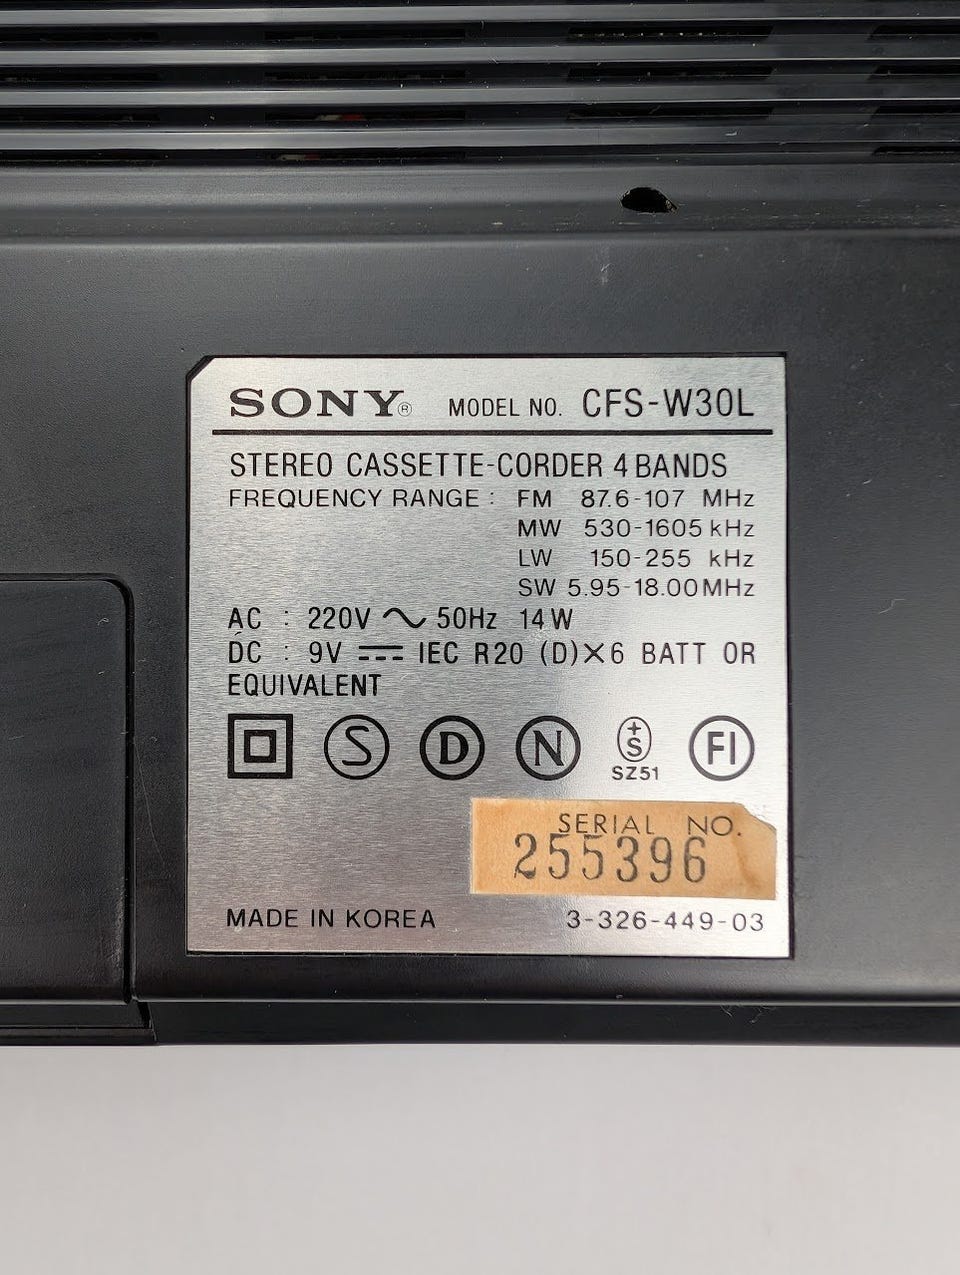 SONY® MODEL NO. CFS-W30L
STEREO CASSETTE-CORDER 4 BANDS
FREQUENCY RANGE : FM 87.6-107 MHz
MW 530-1605 kHz
LW 150-255 kHz
SW 5.95-18.00 MHz
AC : 220V ～ 50Hz 14W
DC : 9V ⎓ IEC R20 (D)×6 BATT OR
EQUIVALENT
S D N +S FI
SZ51
SERIAL NO.
255396
MADE IN KOREA 3-326-449-03